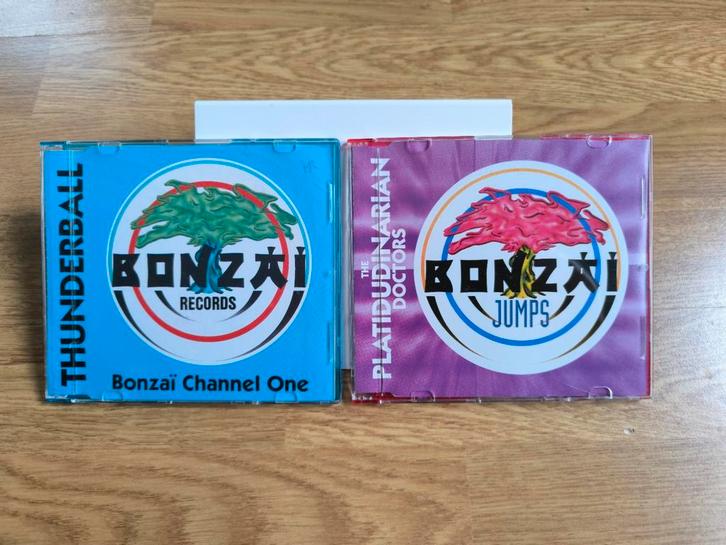 THUNDERBALL
BONZAÏ
RECORDS
Bonzaï Channel One
THE
PLATIDUDINARIAN
DOCTORS
BONZAÏ
JUMPS